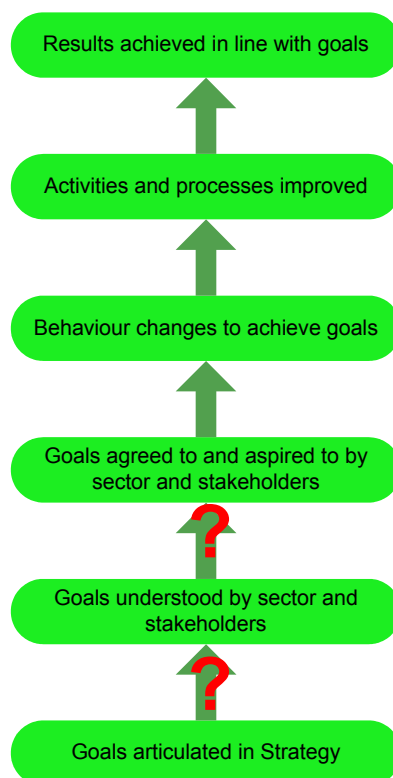 Results achieved in line with goals
Activities and processes improved
Behaviour changes to achieve goals
Goals agreed to and aspired to by
sector and stakeholders
?
Goals understood by sector and
stakeholders
?
Goals articulated in Strategy